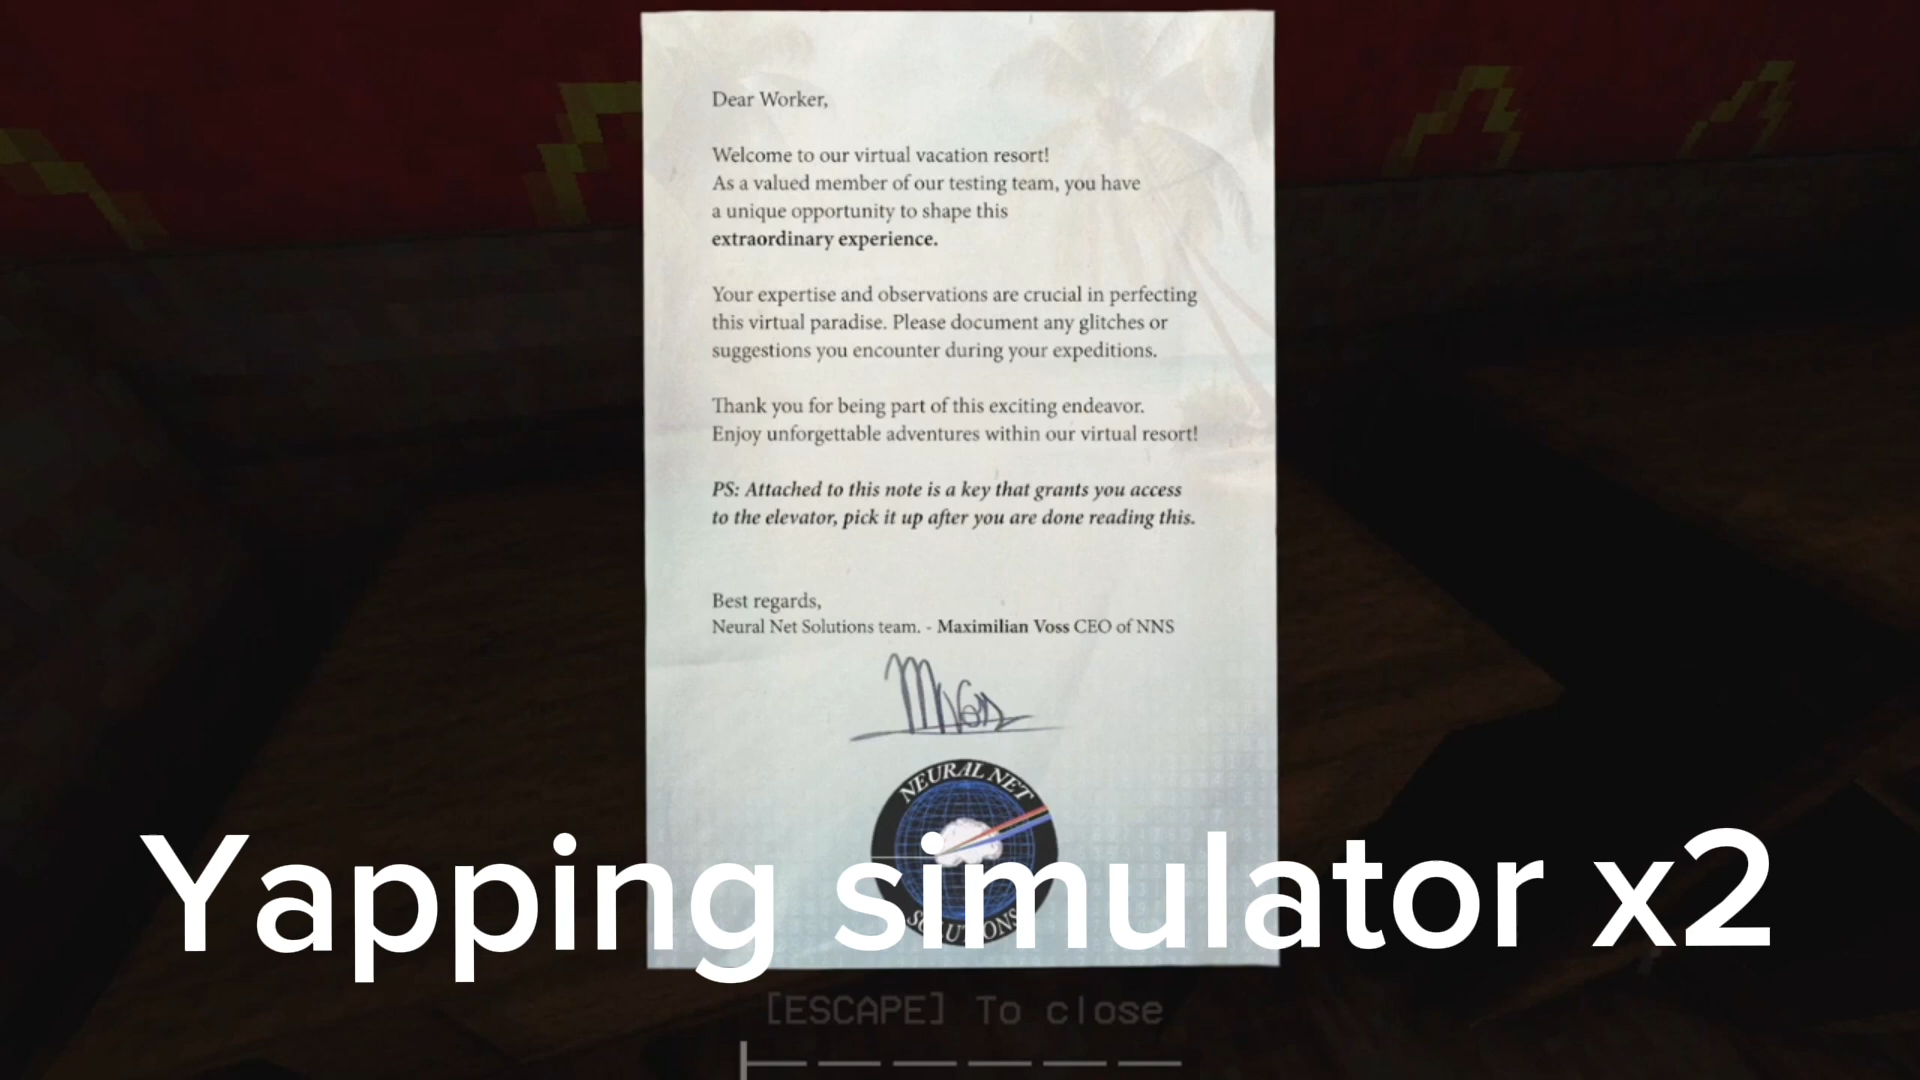 Dear Worker,
Welcome to our virtual vacation resort!
As a valued member of our testing team, you have
a unique opportunity to shape this
extraordinary experience.
Your expertise and observations are crucial in perfecting
this virtual paradise. Please document any glitches or
suggestions you encounter during your expeditions.
Thank you for being part of this exciting endeavor.
Enjoy unforgettable adventures within our virtual resort!
PS: Attached to this note is a key that grants you access
to the elevator, pick it up after you are done reading this.
Best regards,
Neural Net Solutions team. - Maximilian Voss CEO of NNS
MVoss
NEURAL NET
SOLUTIONS
Yapping simulator x2
[ESCAPE] To close